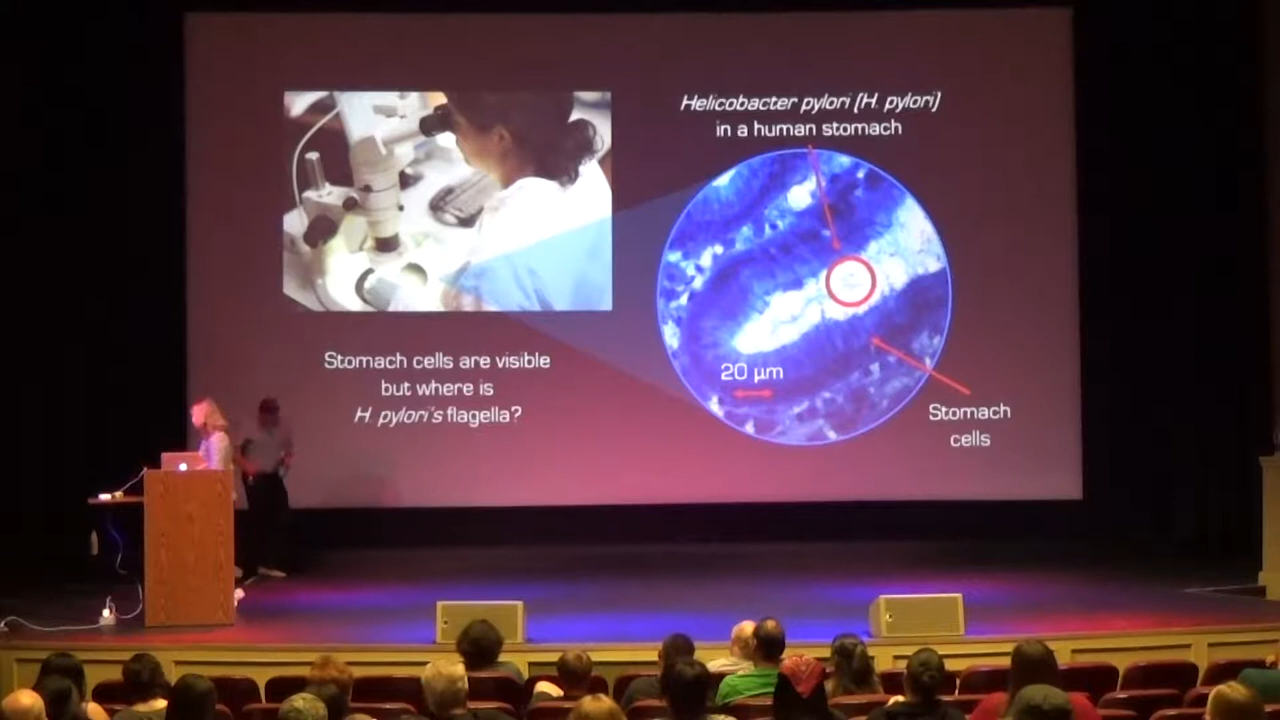 Helicobacter pylori (H. pylori)
in a human stomach
20 µm
Stomach cells are visible
but where is
H. pylori's flagella?
Stomach
cells